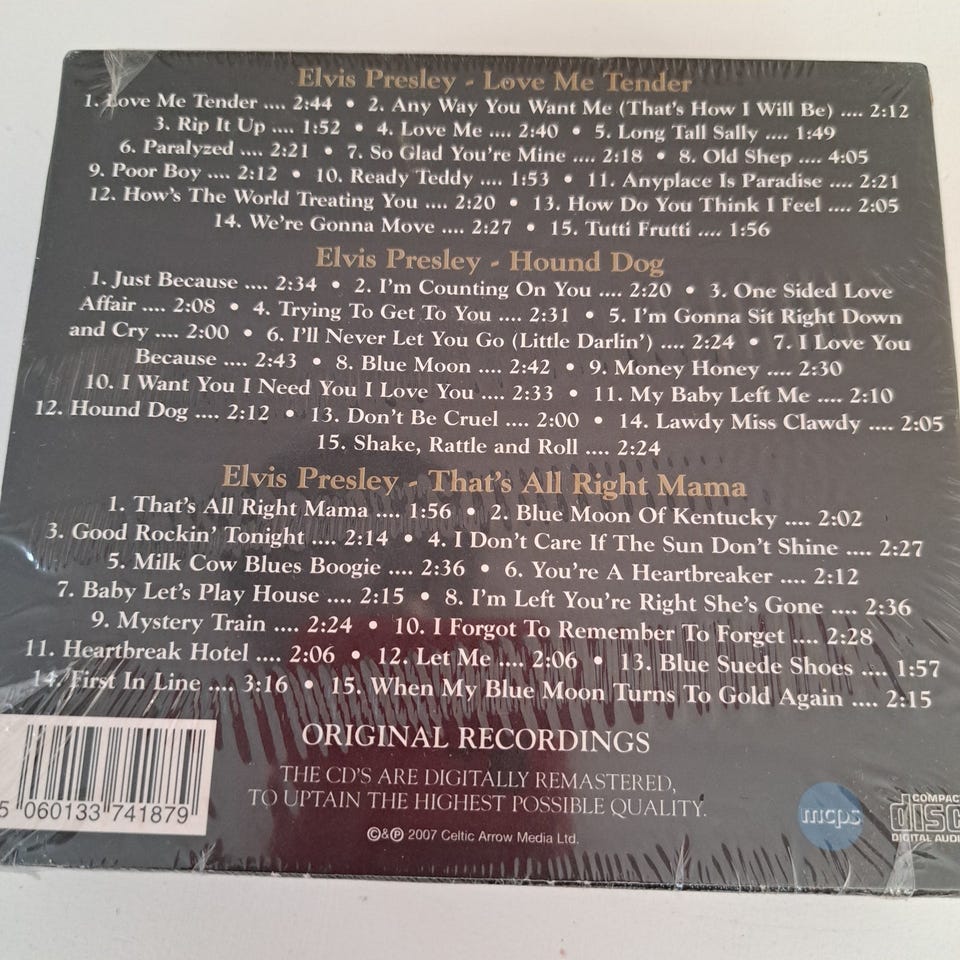 Elvis Presley - Love Me Tender
1. Love Me Tender .... 2:44 • 2. Any Way You Want Me (That's How I Will Be) .... 2:12
3. Rip It Up .... 1:52 • 4. Love Me .... 2:40 • 5. Long Tall Sally .... 1:49
6. Paralyzed .... 2:21 • 7. So Glad You're Mine .... 2:18 • 8. Old Shep .... 4:05
9. Poor Boy .... 2:12 • 10. Ready Teddy .... 1:53 • 11. Anyplace Is Paradise .... 2:21
12. How's The World Treating You .... 2:20 • 13. How Do You Think I Feel .... 2:05
14. We're Gonna Move .... 2:27 • 15. Tutti Frutti .... 1:56
Elvis Presley - Hound Dog
1. Just Because .... 2:34 • 2. I'm Counting On You .... 2:20 • 3. One Sided Love
Affair .... 2:08 • 4. Trying To Get To You .... 2:31 • 5. I'm Gonna Sit Right Down
and Cry .... 2:00 • 6. I'll Never Let You Go (Little Darlin') .... 2:24 • 7. I Love You
Because .... 2:43 • 8. Blue Moon .... 2:42 • 9. Money Honey .... 2:30
10. I Want You I Need You I Love You .... 2:33 • 11. My Baby Left Me .... 2:10
12. Hound Dog .... 2:12 • 13. Don't Be Cruel .... 2:00 • 14. Lawdy Miss Clawdy .... 2:05
15. Shake, Rattle and Roll .... 2:24
Elvis Presley - That's All Right Mama
1. That's All Right Mama .... 1:56 • 2. Blue Moon Of Kentucky .... 2:02
3. Good Rockin' Tonight .... 2:14 • 4. I Don't Care If The Sun Don't Shine .... 2:27
5. Milk Cow Blues Boogie .... 2:36 • 6. You're A Heartbreaker .... 2:12
7. Baby Let's Play House .... 2:15 • 8. I'm Left You're Right She's Gone .... 2:36
9. Mystery Train .... 2:24 • 10. I Forgot To Remember To Forget .... 2:28
11. Heartbreak Hotel .... 2:06 • 12. Let Me .... 2:06 • 13. Blue Suede Shoes .... 1:57
14. First In Line .... 3:16 • 15. When My Blue Moon Turns To Gold Again .... 2:15
ORIGINAL RECORDINGS
THE CD'S ARE DIGITALLY REMASTERED,
TO UPTAIN THE HIGHEST POSSIBLE QUALITY.
©&℗ 2007 Celtic Arrow Media Ltd.
5 060133 741879
mcps
COMPACT
disc
DIGITAL AUDIO